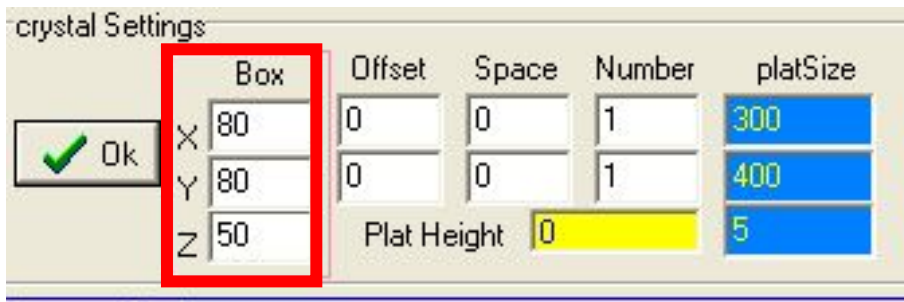 crystal Settings
Box Offset Space Number platSize
Ok X 80 0 0 1 300
Y 80 0 0 1 400
Z 50 Plat Height 0 5